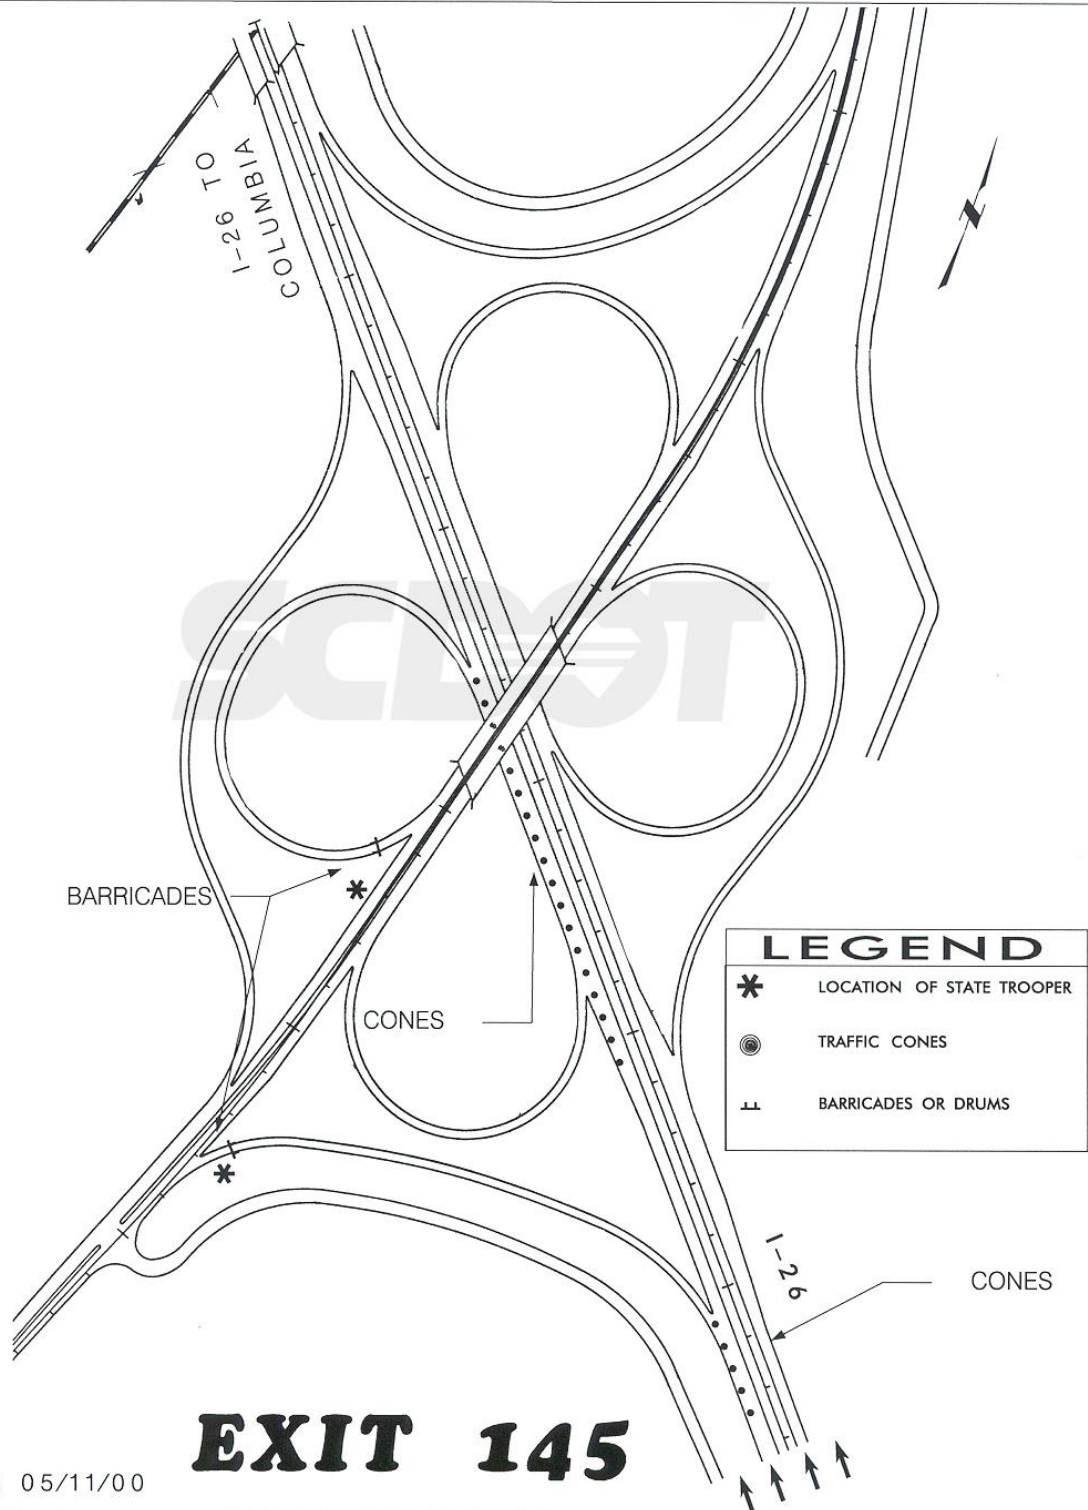 I-26 TO
COLUMBIA
N
SCDOT
BARRICADES
CONES
LEGEND
LOCATION OF STATE TROOPER
TRAFFIC CONES
BARRICADES OR DRUMS
I-26
CONES
EXIT 145
05/11/00